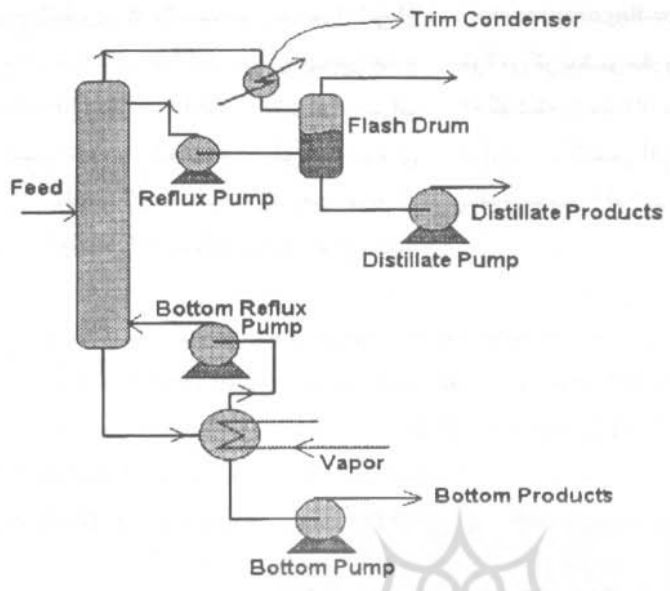 Trim Condenser
Flash Drum
Feed
Reflux Pump
Distillate Products
Distillate Pump
Bottom Reflux
Pump
Vapor
Bottom Products
Bottom Pump